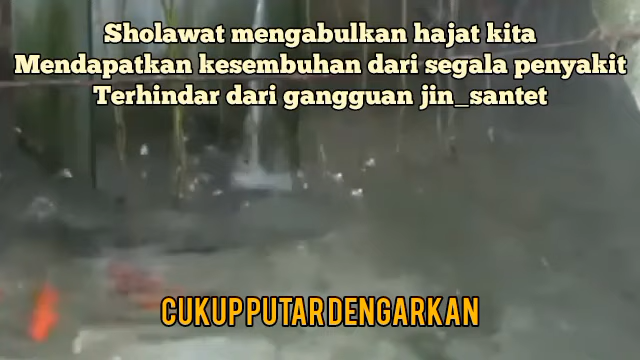 Sholawat mengabulkan hajat kita
Mendapatkan kesembuhan dari segala penyakit
Terhindar dari gangguan jin_santet
CUKUP PUTAR DENGARKAN